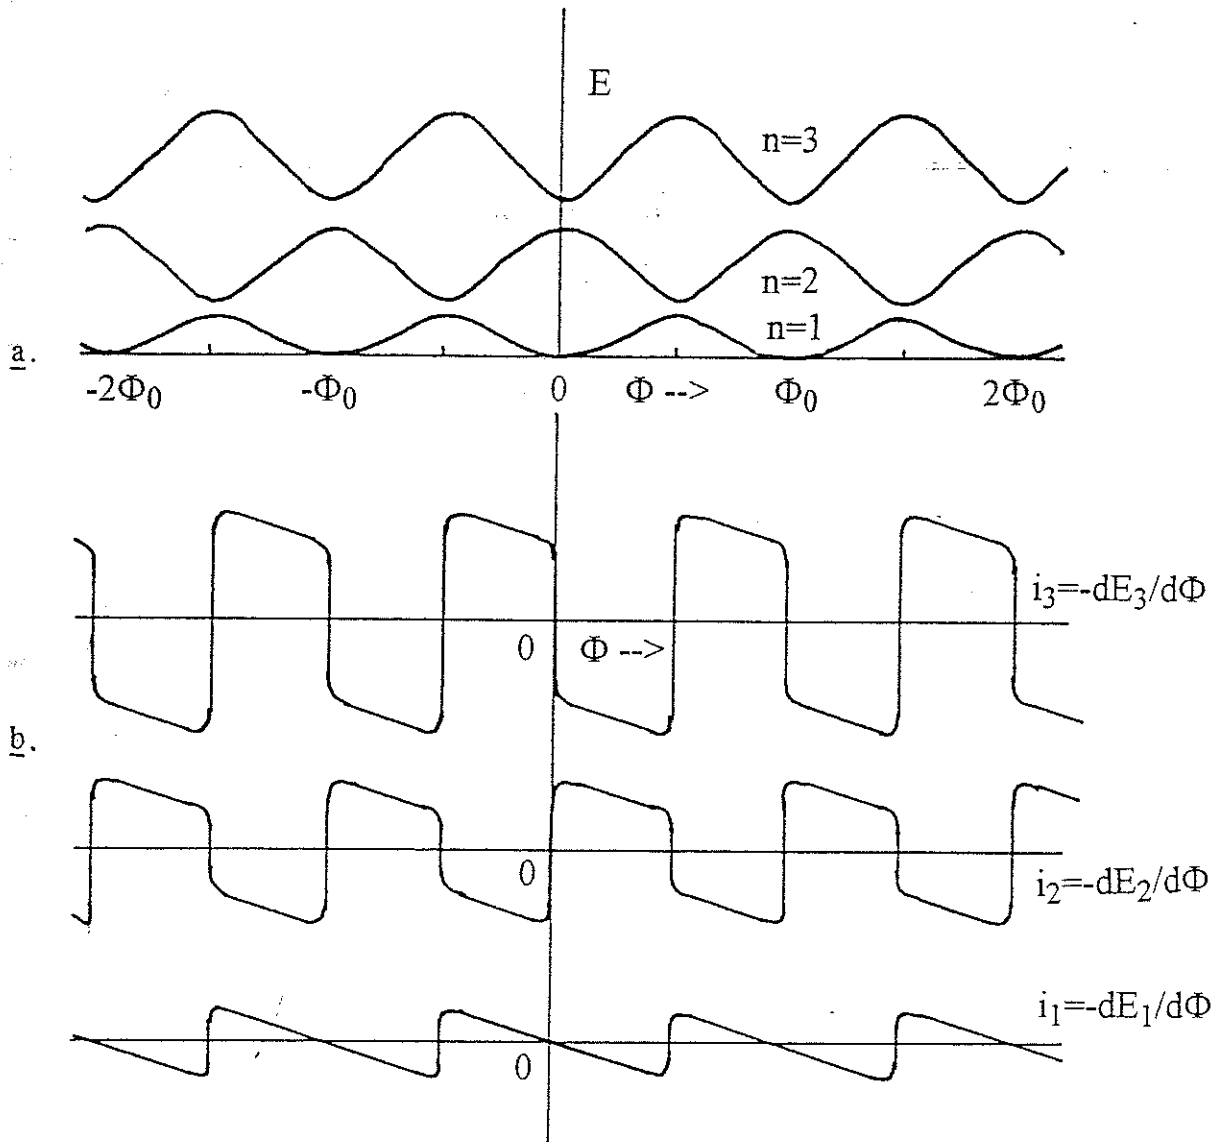 E
n=3
n=2
n=1
a.
-2Φ₀ -Φ₀ 0 Φ --> Φ₀ 2Φ₀
i₃=-dE₃/dΦ
0 Φ -->
b.
0
i₂=-dE₂/dΦ
i₁=-dE₁/dΦ
0